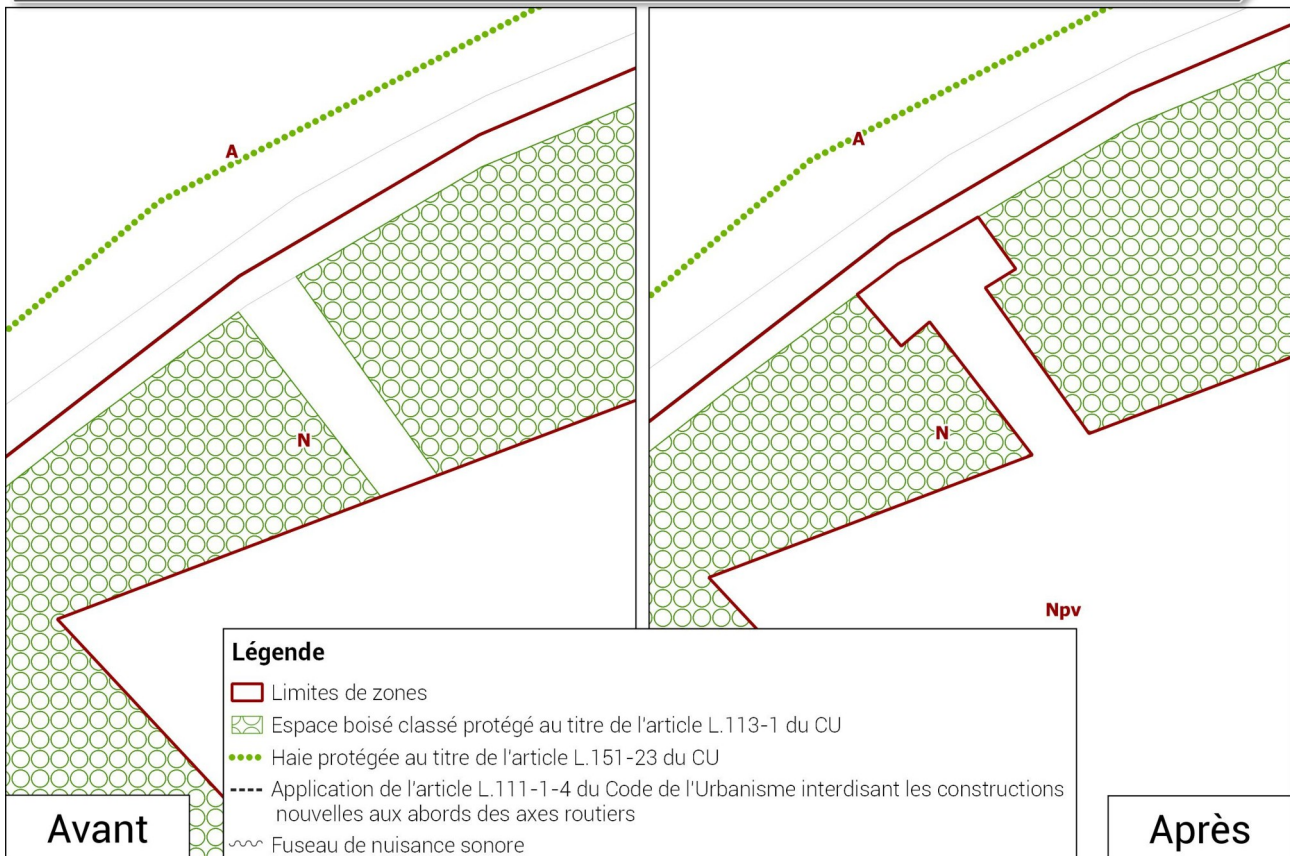 A
N
A
N
Npv
Légende
Limites de zones
Espace boisé classé protégé au titre de l'article L.113-1 du CU
Haie protégée au titre de l'article L.151-23 du CU
Application de l'article L.111-1-4 du Code de l'Urbanisme interdisant les constructions
nouvelles aux abords des axes routiers
Fuseau de nuisance sonore
Avant
Après